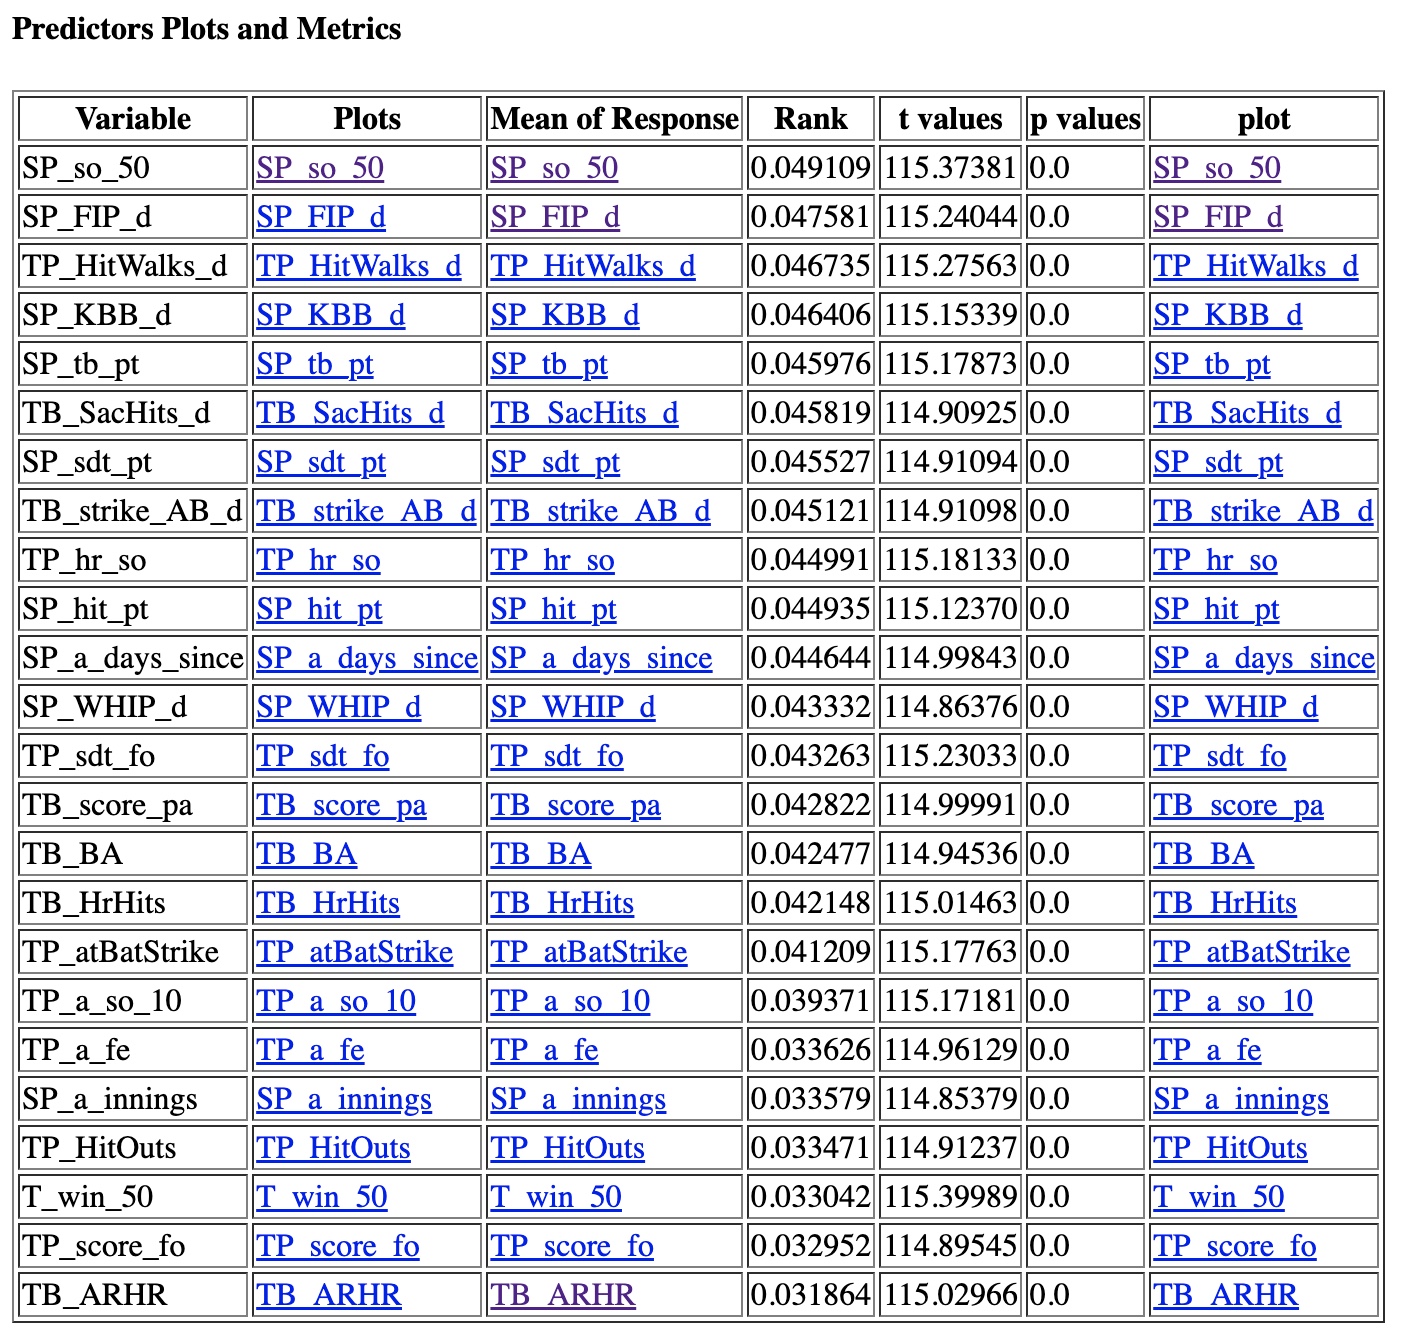 Predictors Plots and Metrics
Variable Plots Mean of Response Rank t values p values plot
SP_so_50 SP_so_50 SP_so_50 0.049109 115.37381 0.0 SP_so_50
SP_FIP_d SP_FIP_d SP_FIP_d 0.047581 115.24044 0.0 SP_FIP_d
TP_HitWalks_d TP_HitWalks_d TP_HitWalks_d 0.046735 115.27563 0.0 TP_HitWalks_d
SP_KBB_d SP_KBB_d SP_KBB_d 0.046406 115.15339 0.0 SP_KBB_d
SP_tb_pt SP_tb_pt SP_tb_pt 0.045976 115.17873 0.0 SP_tb_pt
TB_SacHits_d TB_SacHits_d TB_SacHits_d 0.045819 114.90925 0.0 TB_SacHits_d
SP_sdt_pt SP_sdt_pt SP_sdt_pt 0.045527 114.91094 0.0 SP_sdt_pt
TB_strike_AB_d TB_strike_AB_d TB_strike_AB_d 0.045121 114.91098 0.0 TB_strike_AB_d
TP_hr_so TP_hr_so TP_hr_so 0.044991 115.18133 0.0 TP_hr_so
SP_hit_pt SP_hit_pt SP_hit_pt 0.044935 115.12370 0.0 SP_hit_pt
SP_a_days_since SP_a_days_since SP_a_days_since 0.044644 114.99843 0.0 SP_a_days_since
SP_WHIP_d SP_WHIP_d SP_WHIP_d 0.043332 114.86376 0.0 SP_WHIP_d
TP_sdt_fo TP_sdt_fo TP_sdt_fo 0.043263 115.23033 0.0 TP_sdt_fo
TB_score_pa TB_score_pa TB_score_pa 0.042822 114.99991 0.0 TB_score_pa
TB_BA TB_BA TB_BA 0.042477 114.94536 0.0 TB_BA
TB_HrHits TB_HrHits TB_HrHits 0.042148 115.01463 0.0 TB_HrHits
TP_atBatStrike TP_atBatStrike TP_atBatStrike 0.041209 115.17763 0.0 TP_atBatStrike
TP_a_so_10 TP_a_so_10 TP_a_so_10 0.039371 115.17181 0.0 TP_a_so_10
TP_a_fe TP_a_fe TP_a_fe 0.033626 114.96129 0.0 TP_a_fe
SP_a_innings SP_a_innings SP_a_innings 0.033579 114.85379 0.0 SP_a_innings
TP_HitOuts TP_HitOuts TP_HitOuts 0.033471 114.91237 0.0 TP_HitOuts
T_win_50 T_win_50 T_win_50 0.033042 115.39989 0.0 T_win_50
TP_score_fo TP_score_fo TP_score_fo 0.032952 114.89545 0.0 TP_score_fo
TB_ARHR TB_ARHR TB_ARHR 0.031864 115.02966 0.0 TB_ARHR